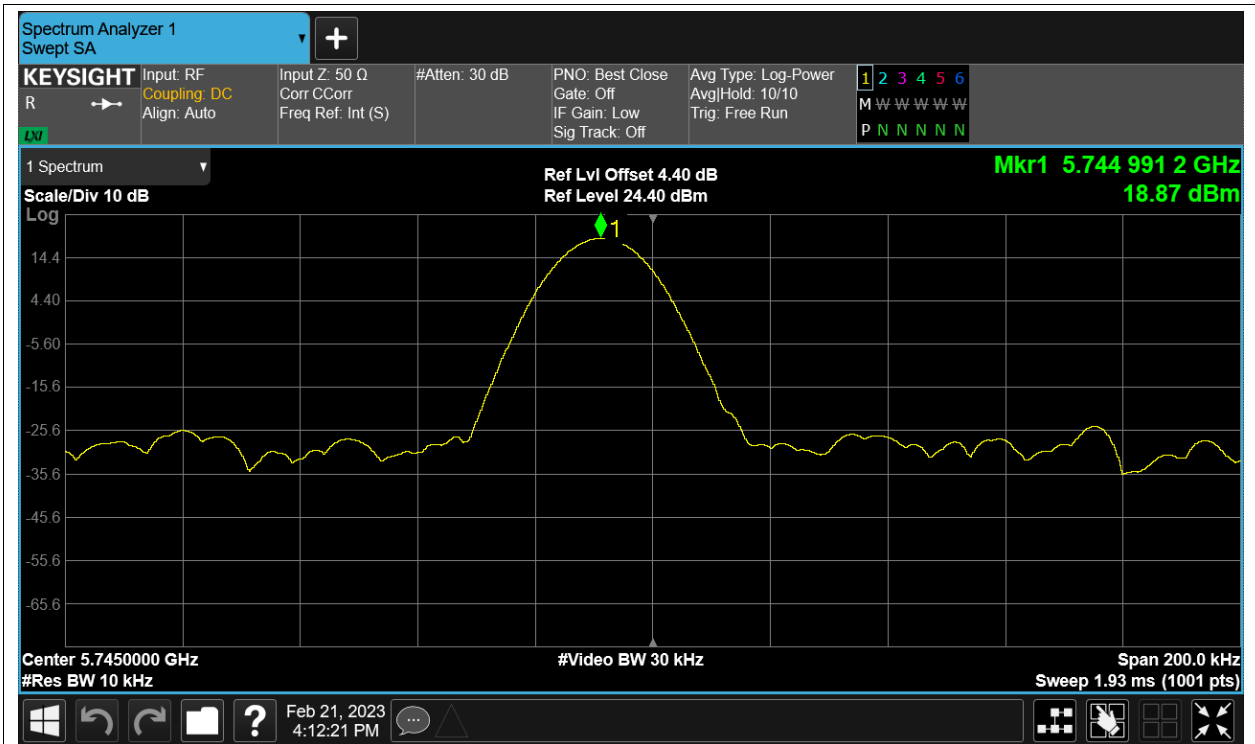 Spectrum Analyzer 1
Swept SA
+
KEYSIGHT
R
LXI
Input: RF
Coupling: DC
Align: Auto
Input Z: 50 Ω
Corr CCorr
Freq Ref: Int (S)
#Atten: 30 dB
PNO: Best Close
Gate: Off
IF Gain: Low
Sig Track: Off
Avg Type: Log-Power
Avg|Hold: 10/10
Trig: Free Run
1 2 3 4 5 6
M W W W W W
P N N N N N
1 Spectrum
Scale/Div 10 dB
Log
Ref Lvl Offset 4.40 dB
Ref Level 24.40 dBm
Mkr1 5.744 991 2 GHz
18.87 dBm
1
14.4
4.40
-5.60
-15.6
-25.6
-35.6
-45.6
-55.6
-65.6
Center 5.7450000 GHz
#Res BW 10 kHz
#Video BW 30 kHz
Span 200.0 kHz
Sweep 1.93 ms (1001 pts)
?
Feb 21, 2023
4:12:21 PM